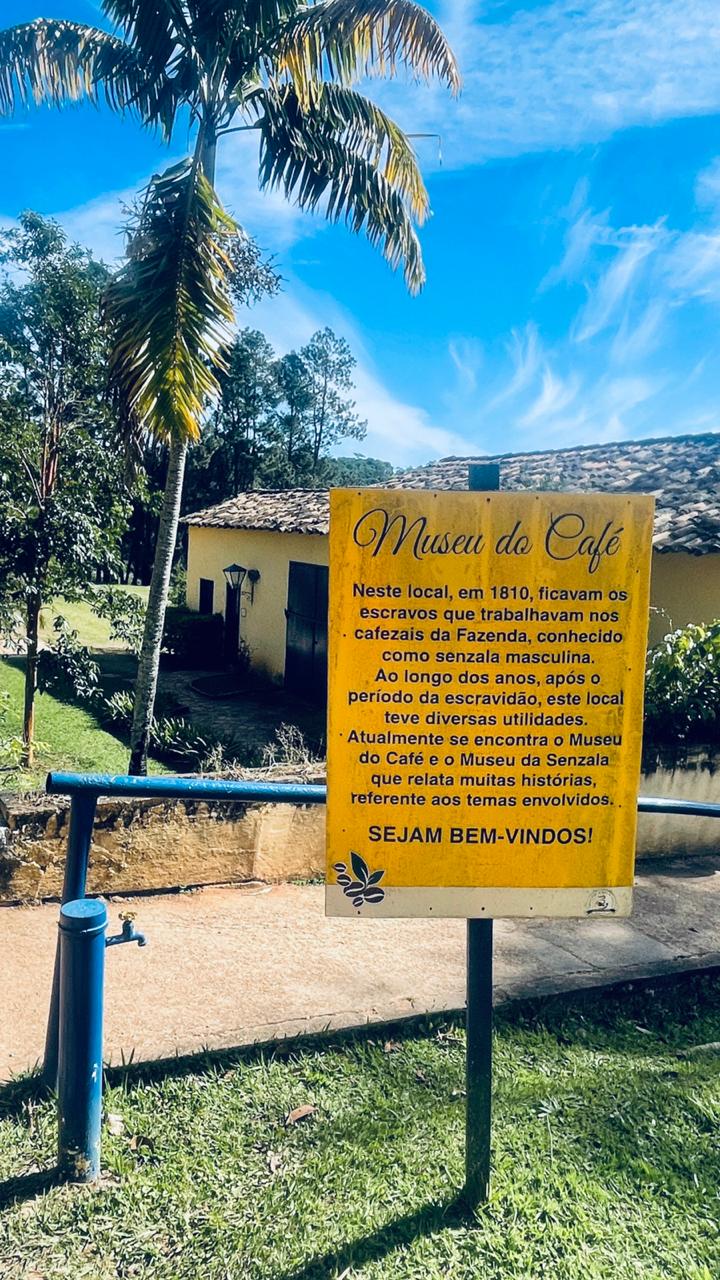 Museu do Café
Neste local, em 1810, ficavam os
escravos que trabalhavam nos
cafezais da Fazenda, conhecido
como senzala masculina.
Ao longo dos anos, após o
período da escravidão, este local
teve diversas utilidades.
Atualmente se encontra o Museu
do Café e o Museu da Senzala
que relata muitas histórias,
referente aos temas envolvidos.
SEJAM BEM-VINDOS!